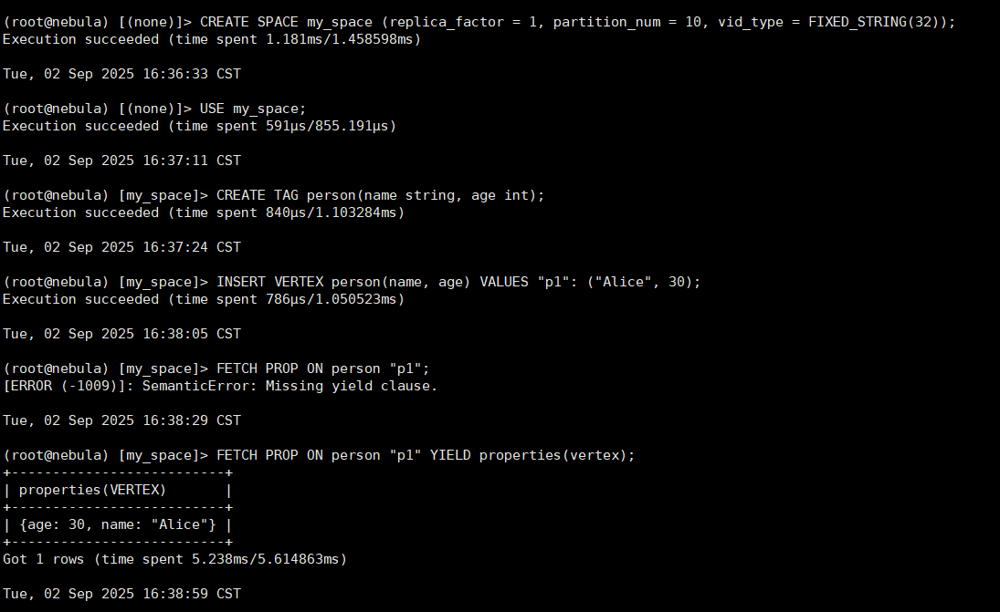 (root@nebula) [(none)]> CREATE SPACE my_space (replica_factor = 1, partition_num = 10, vid_type = FIXED_STRING(32));
Execution succeeded (time spent 1.181ms/1.458598ms)
Tue, 02 Sep 2025 16:36:33 CST
(root@nebula) [(none)]> USE my_space;
Execution succeeded (time spent 591μs/855.191μs)
Tue, 02 Sep 2025 16:37:11 CST
(root@nebula) [my_space]> CREATE TAG person(name string, age int);
Execution succeeded (time spent 840μs/1.103284ms)
Tue, 02 Sep 2025 16:37:24 CST
(root@nebula) [my_space]> INSERT VERTEX person(name, age) VALUES "p1": ("Alice", 30);
Execution succeeded (time spent 786μs/1.050523ms)
Tue, 02 Sep 2025 16:38:05 CST
(root@nebula) [my_space]> FETCH PROP ON person "p1";
[ERROR (-1009)]: SemanticError: Missing yield clause.
Tue, 02 Sep 2025 16:38:29 CST
(root@nebula) [my_space]> FETCH PROP ON person "p1" YIELD properties(vertex);
+--------------------------+
| properties(VERTEX)       |
+--------------------------+
| {age: 30, name: "Alice"} |
+--------------------------+
Got 1 rows (time spent 5.238ms/5.614863ms)
Tue, 02 Sep 2025 16:38:59 CST